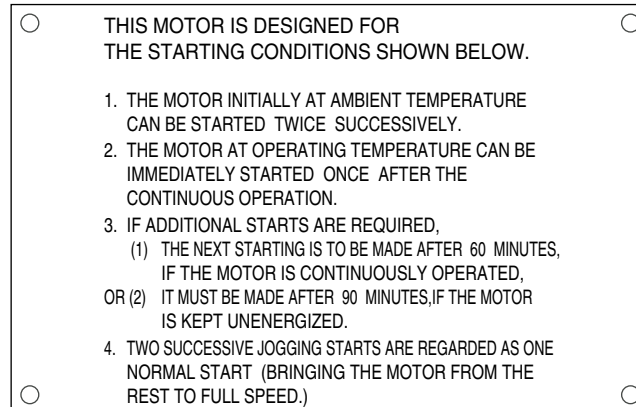 THIS MOTOR IS DESIGNED FOR
THE STARTING CONDITIONS SHOWN BELOW.
1. THE MOTOR INITIALLY AT AMBIENT TEMPERATURE
CAN BE STARTED TWICE SUCCESSIVELY.
2. THE MOTOR AT OPERATING TEMPERATURE CAN BE
IMMEDIATELY STARTED ONCE AFTER THE
CONTINUOUS OPERATION.
3. IF ADDITIONAL STARTS ARE REQUIRED,
(1) THE NEXT STARTING IS TO BE MADE AFTER 60 MINUTES,
IF THE MOTOR IS CONTINUOUSLY OPERATED,
OR (2) IT MUST BE MADE AFTER 90 MINUTES,IF THE MOTOR
IS KEPT UNENERGIZED.
4. TWO SUCCESSIVE JOGGING STARTS ARE REGARDED AS ONE
NORMAL START (BRINGING THE MOTOR FROM THE
REST TO FULL SPEED.)